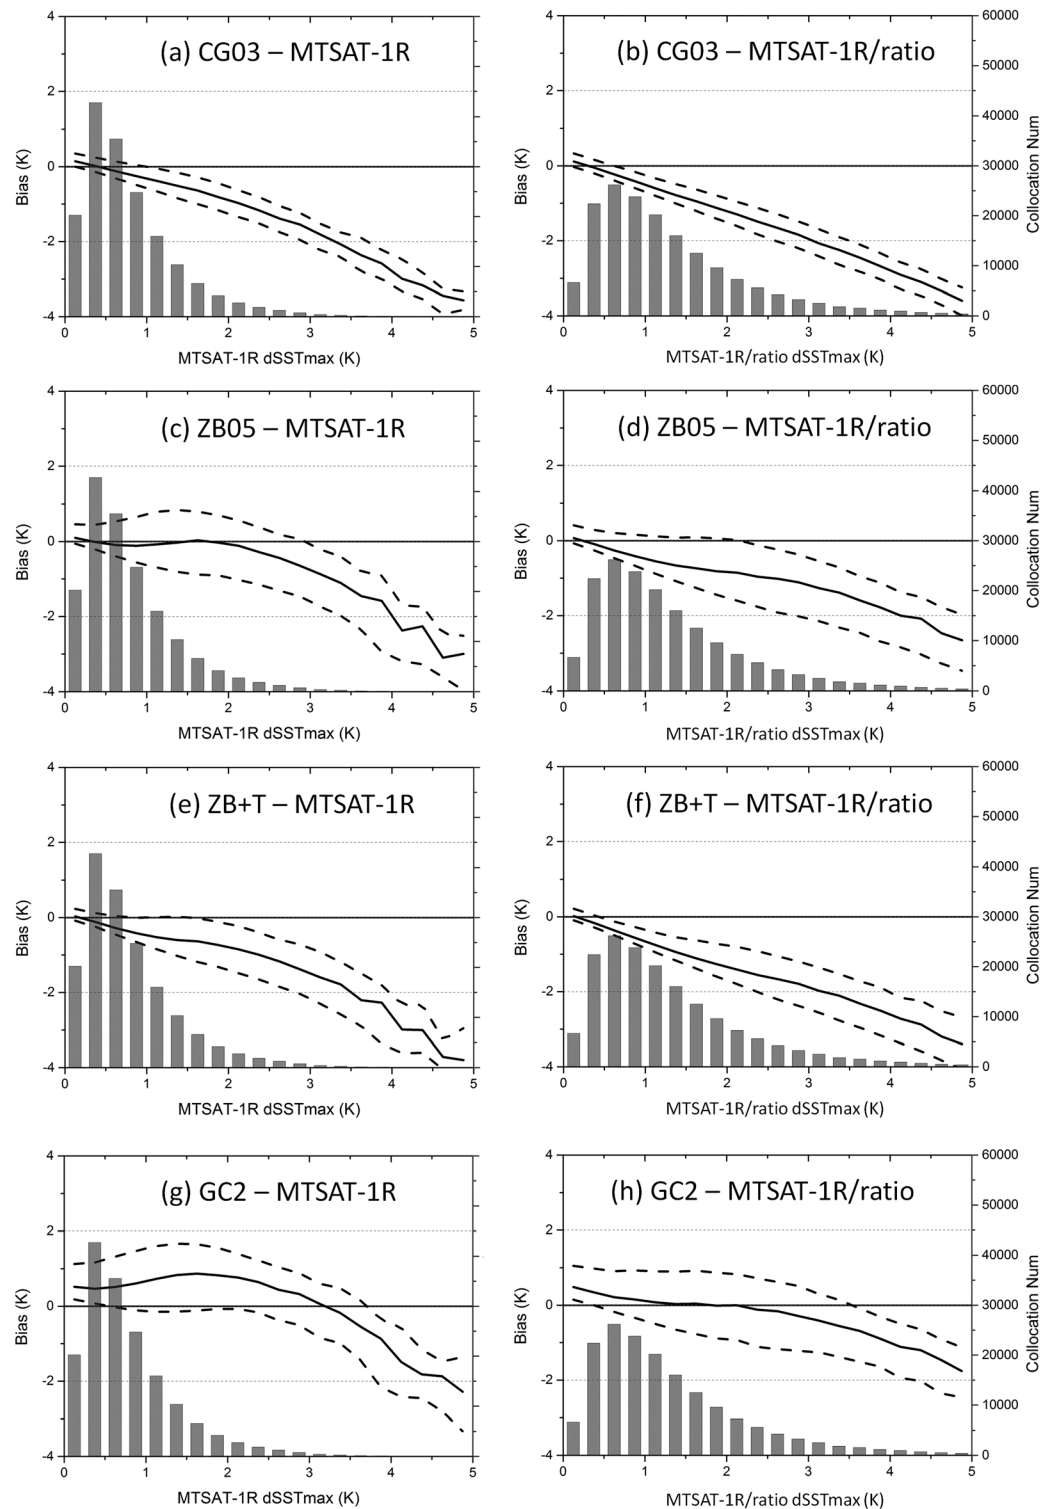 4
2
0
-2
-4
Bias (K)
(a) CG03 – MTSAT-1R
0 1 2 3 4 5
MTSAT-1R dSSTmax (K)
4
2
0
-2
-4
Bias (K)
(b) CG03 – MTSAT-1R/ratio
60000
50000
40000
30000
20000
10000
0
Collocation Num
0 1 2 3 4 5
MTSAT-1R/ratio dSSTmax (K)
4
2
0
-2
-4
Bias (K)
(c) ZB05 – MTSAT-1R
0 1 2 3 4 5
MTSAT-1R dSSTmax (K)
4
2
0
-2
-4
Bias (K)
(d) ZB05 – MTSAT-1R/ratio
60000
50000
40000
30000
20000
10000
0
Collocation Num
0 1 2 3 4 5
MTSAT-1R/ratio dSSTmax (K)
4
2
0
-2
-4
Bias (K)
(e) ZB+T – MTSAT-1R
0 1 2 3 4 5
MTSAT-1R dSSTmax (K)
4
2
0
-2
-4
Bias (K)
(f) ZB+T – MTSAT-1R/ratio
60000
50000
40000
30000
20000
10000
0
Collocation Num
0 1 2 3 4 5
MTSAT-1R/ratio dSSTmax (K)
4
2
0
-2
-4
Bias (K)
(g) GC2 – MTSAT-1R
0 1 2 3 4 5
MTSAT-1R dSSTmax (K)
4
2
0
-2
-4
Bias (K)
(h) GC2 – MTSAT-1R/ratio
60000
50000
40000
30000
20000
10000
0
Collocation Num
0 1 2 3 4 5
MTSAT-1R/ratio dSSTmax (K)